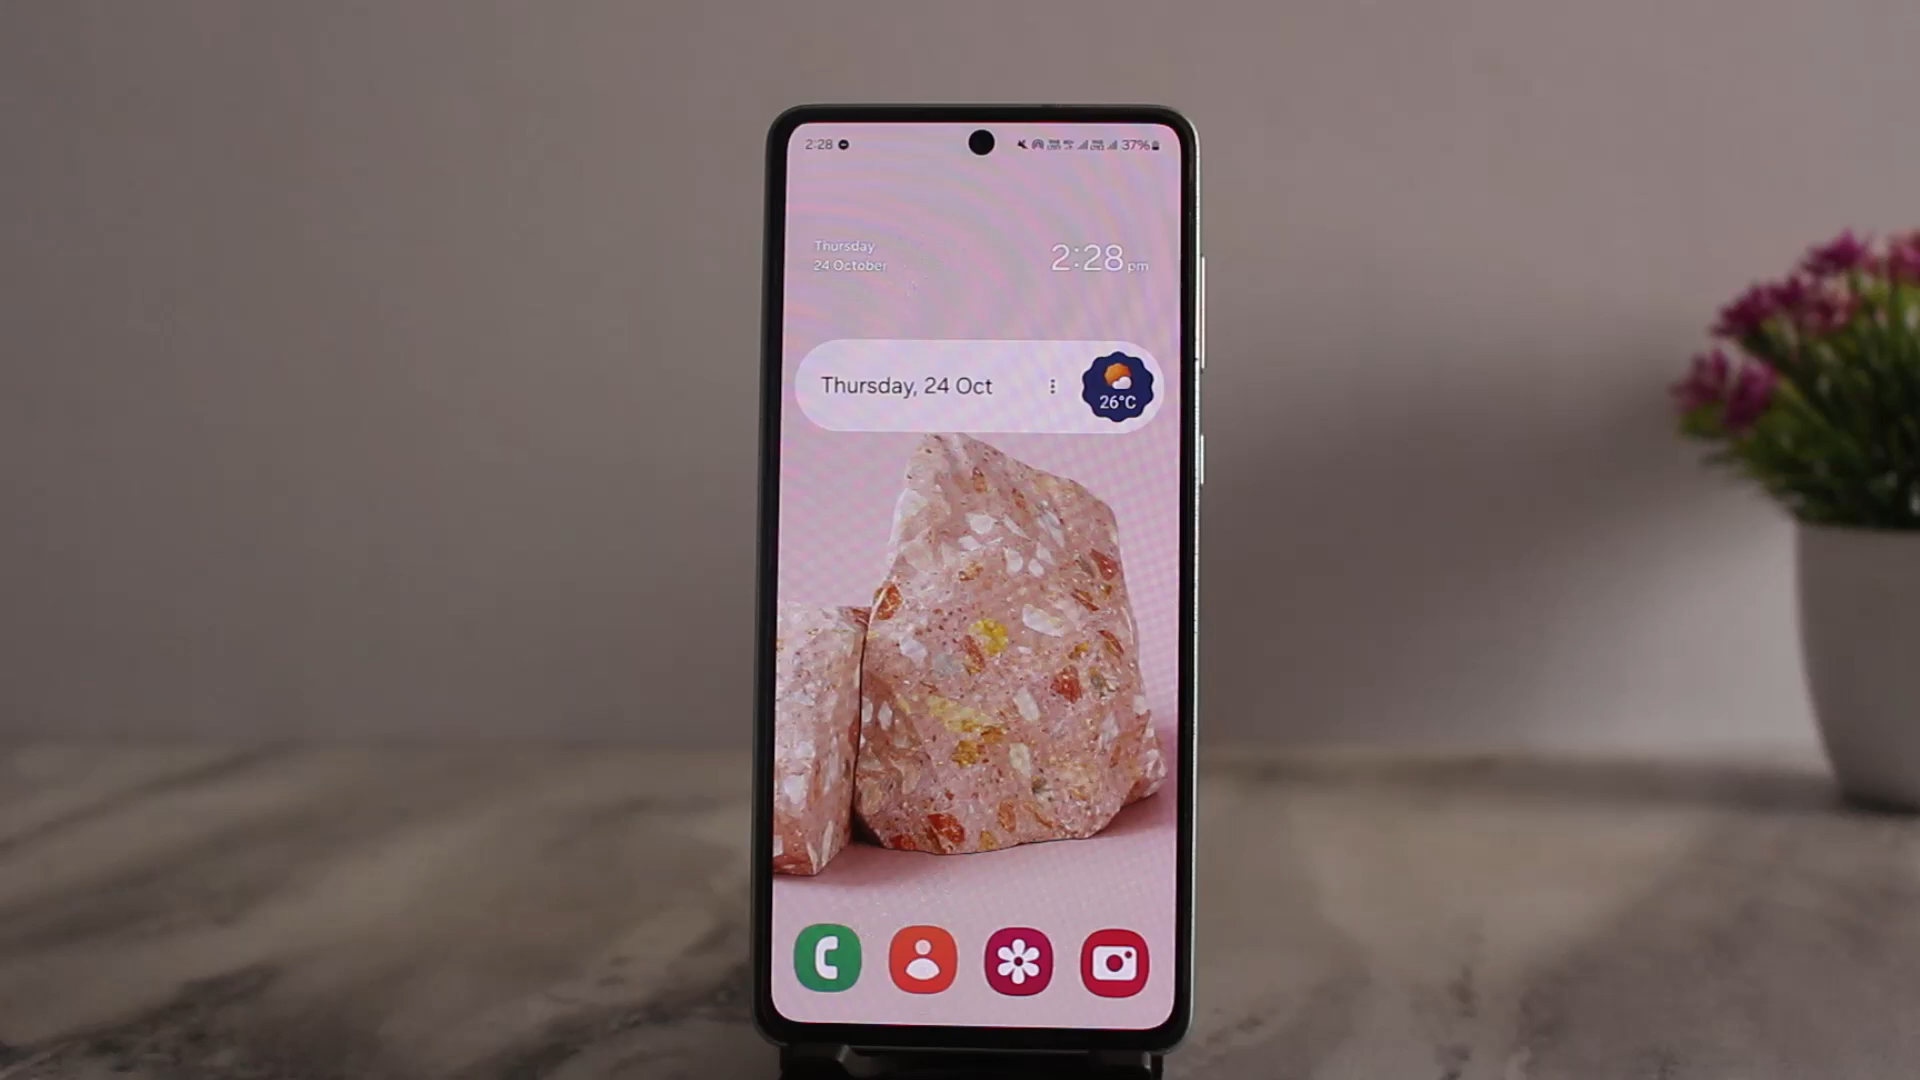 2:28
37%
Thursday
24 October
2:28 pm
Thursday, 24 Oct
26°C